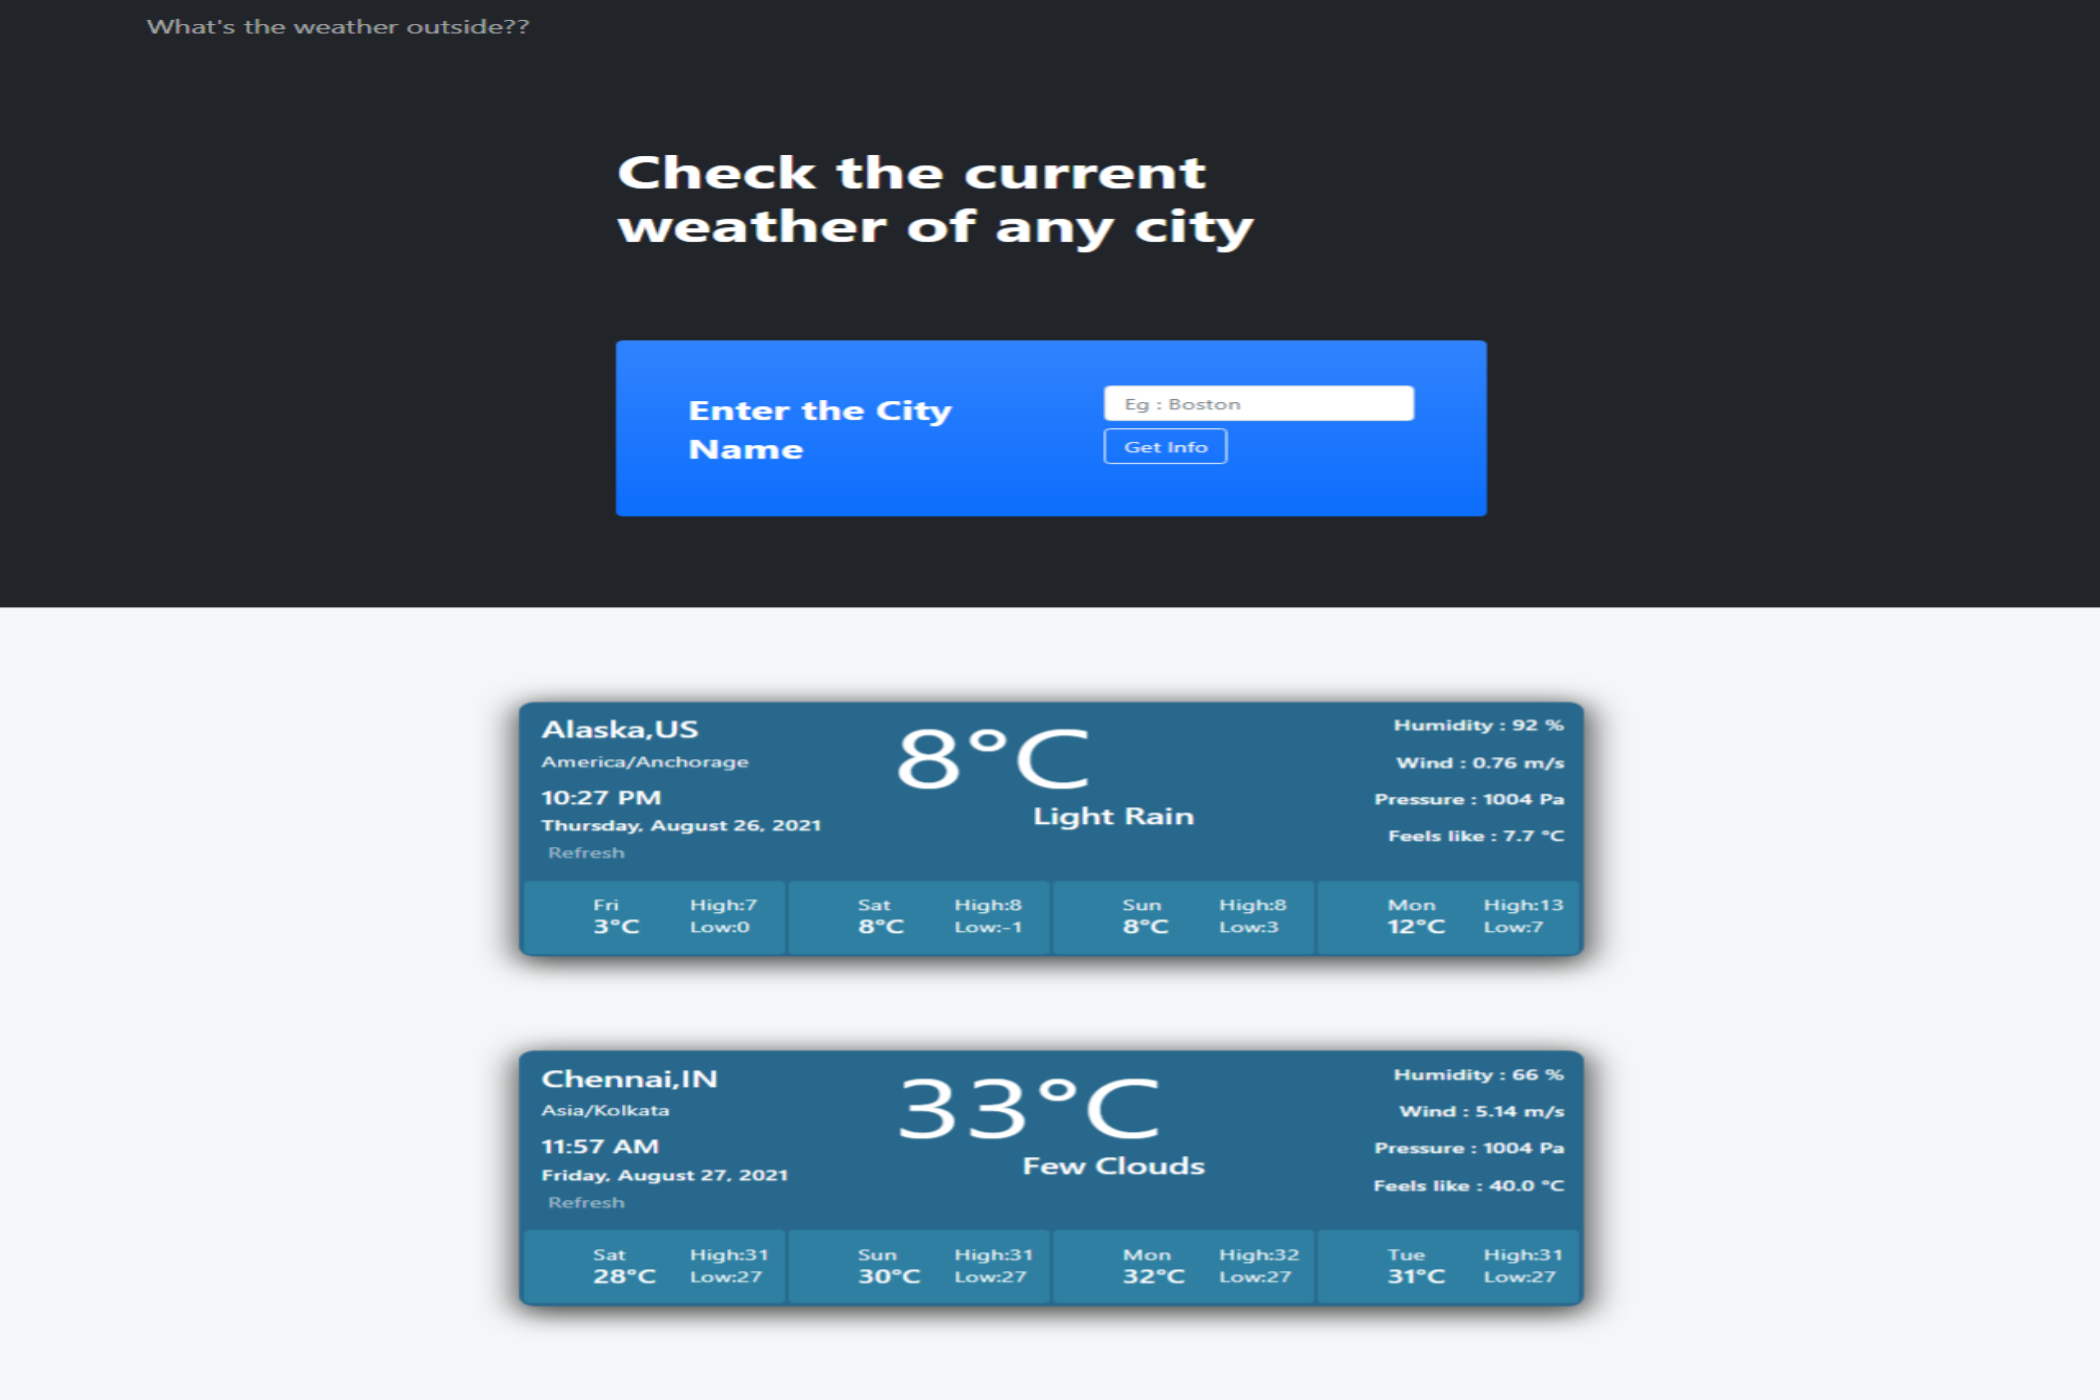 What's the weather outside??
Check the current
weather of any city
Enter the City
Name
Eg : Boston
Get Info
Alaska,US
America/Anchorage
10:27 PM
Thursday, August 26, 2021
Refresh
8°C
Light Rain
Humidity : 92 %
Wind : 0.76 m/s
Pressure : 1004 Pa
Feels like : 7.7 °C
Fri
3°C
High:7
Low:0
Sat
8°C
High:8
Low:-1
Sun
8°C
High:8
Low:3
Mon
12°C
High:13
Low:7
Chennai,IN
Asia/Kolkata
11:57 AM
Friday, August 27, 2021
Refresh
33°C
Few Clouds
Humidity : 66 %
Wind : 5.14 m/s
Pressure : 1004 Pa
Feels like : 40.0 °C
Sat
28°C
High:31
Low:27
Sun
30°C
High:31
Low:27
Mon
32°C
High:32
Low:27
Tue
31°C
High:31
Low:27